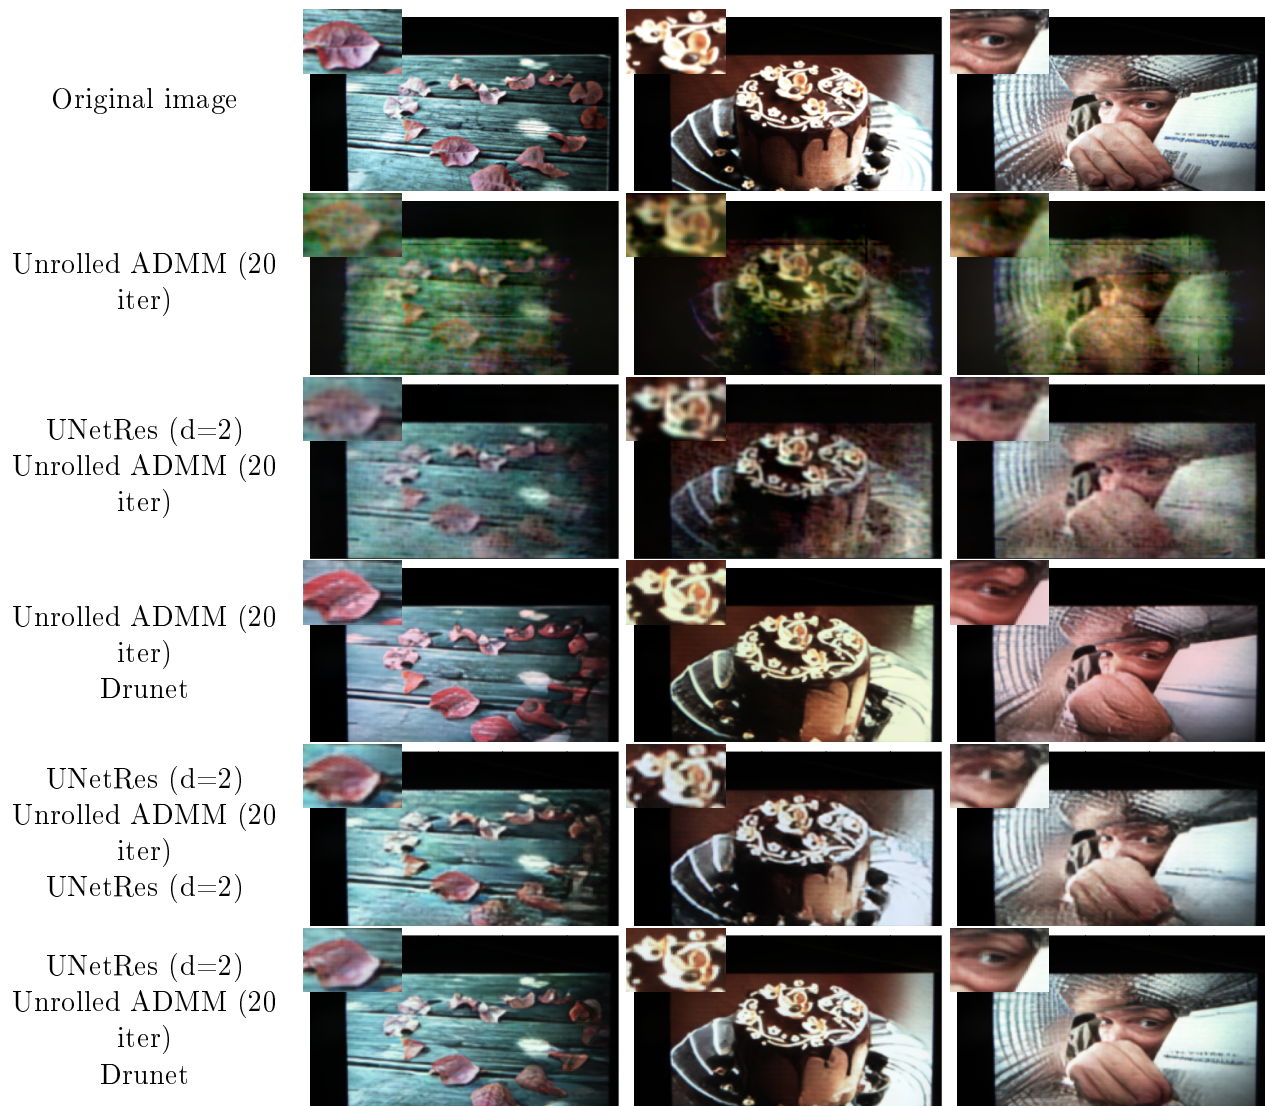 Original image
Unrolled ADMM (20
iter)
UNetRes (d=2)
Unrolled ADMM (20
iter)
Unrolled ADMM (20
iter)
Drunet
UNetRes (d=2)
Unrolled ADMM (20
iter)
UNetRes (d=2)
UNetRes (d=2)
Unrolled ADMM (20
iter)
Drunet